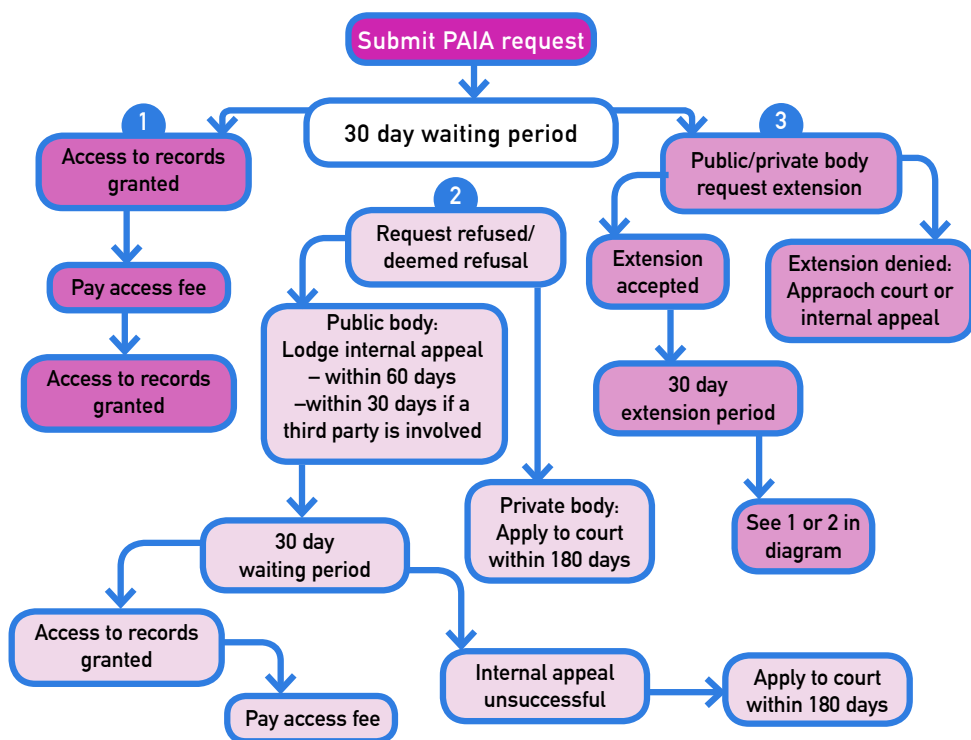 Submit PAIA request
30 day waiting period
1
Access to records
granted
Pay access fee
Access to records
granted
2
Request refused/
deemed refusal
Public body:
Lodge internal appeal
– within 60 days
–within 30 days if a
third party is involved
30 day
waiting period
Access to records
granted
Pay access fee
Internal appeal
unsuccessful
Apply to court
within 180 days
Private body:
Apply to court
within 180 days
3
Public/private body
request extension
Extension
accepted
30 day
extension period
See 1 or 2 in
diagram
Extension denied:
Appraoch court or
internal appeal